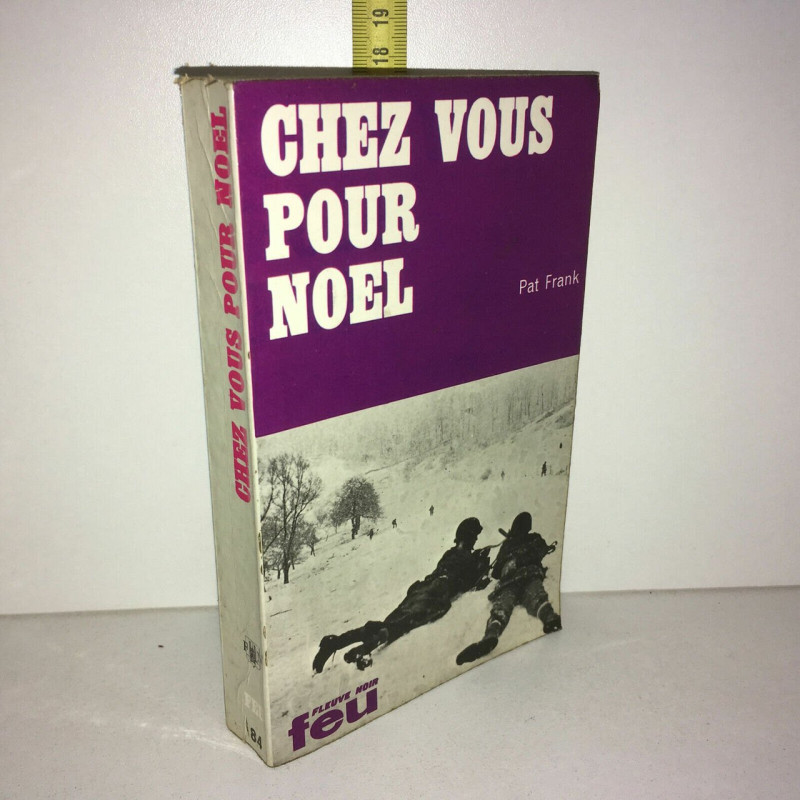 18 19
CHEZ VOUS
POUR
NOEL
Pat Frank
CHEZ VOUS POUR NOEL
FLEUVE NOIR
feu
84